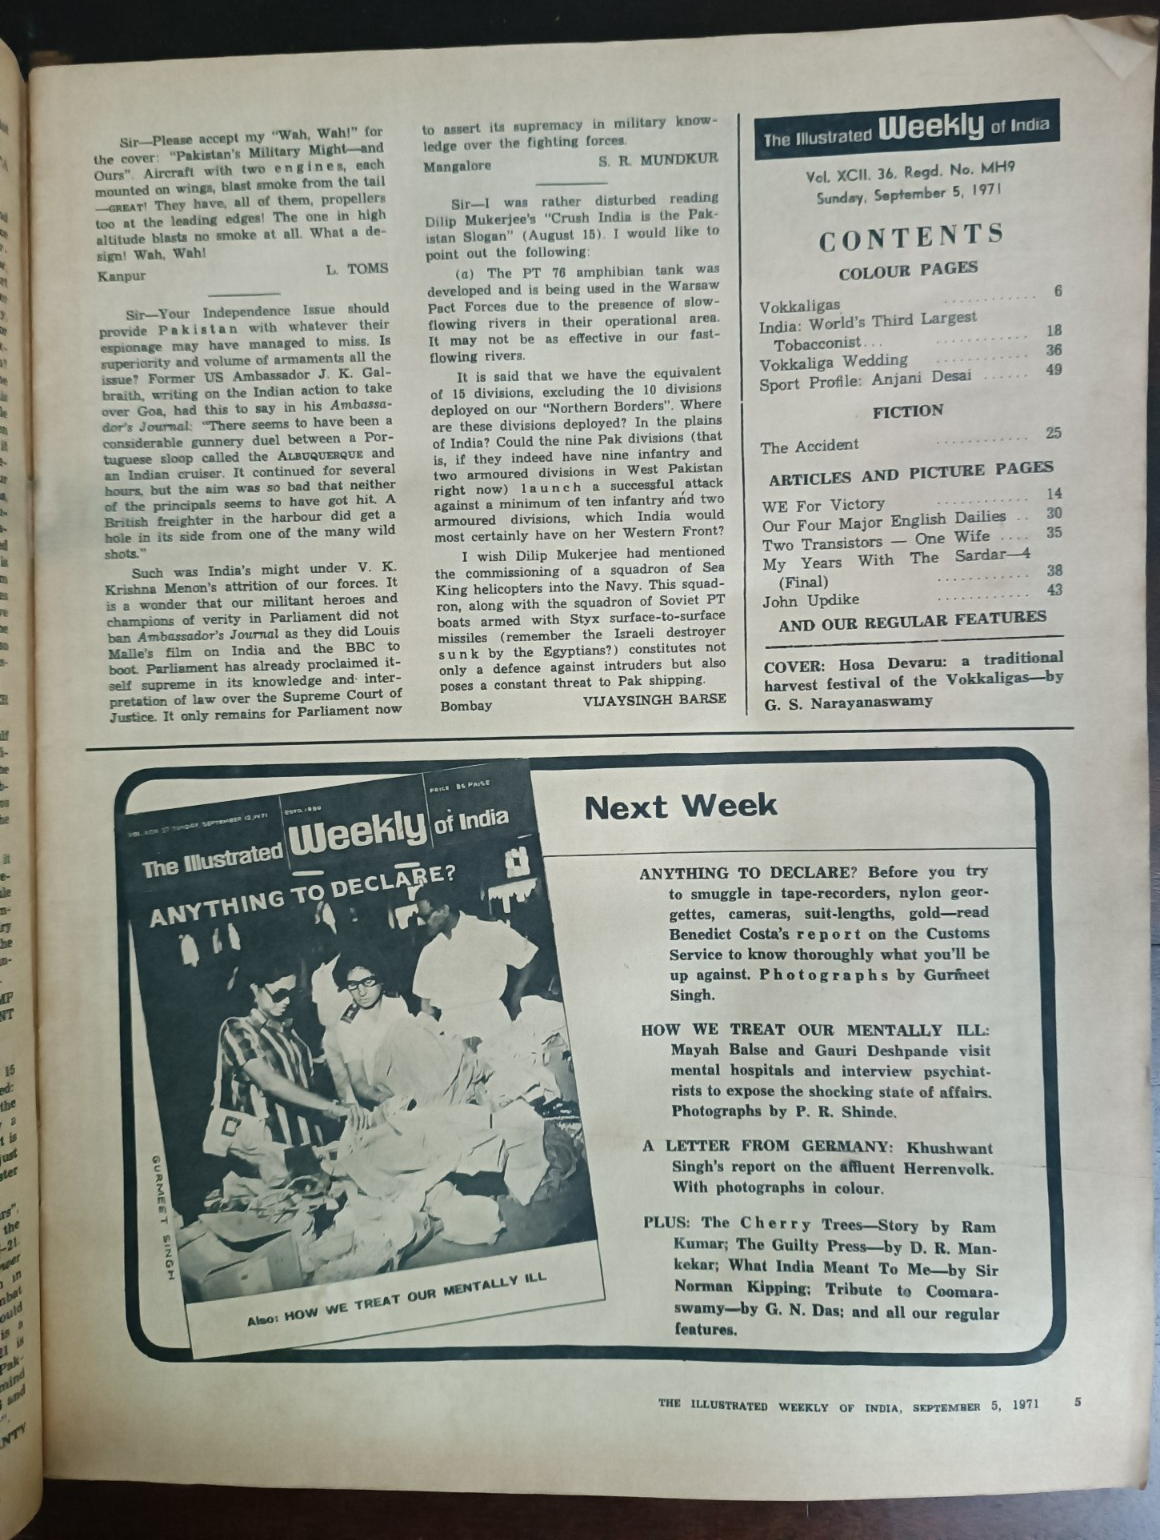 Sir—Please accept my "Wah, Wah!" for
the cover: "Pakistan's Military Might—and
Ours". Aircraft with two engines, each
mounted on wings, blast smoke from the tail
—GREAT! They have, all of them, propellers
too at the leading edges! The one in high
altitude blasts no smoke at all. What a de-
sign! Wah, Wah!
Kanpur L. TOMS
Sir—Your Independence Issue should
provide Pakistan with whatever their
espionage may have managed to miss. Is
superiority and volume of armaments all the
issue? Former US Ambassador J. K. Gal-
braith, writing on the Indian action to take
over Goa, had this to say in his Ambassa-
dor's Journal: "There seems to have been a
considerable gunnery duel between a Por-
tuguese sloop called the ALBUQUERQUE and
an Indian cruiser. It continued for several
hours, but the aim was so bad that neither
of the principals seems to have got hit. A
British freighter in the harbour did get a
hole in its side from one of the many wild
shots."
Such was India's might under V. K.
Krishna Menon's attrition of our forces. It
is a wonder that our militant heroes and
champions of verity in Parliament did not
ban Ambassador's Journal as they did Louis
Malle's film on India and the BBC to
boot. Parliament has already proclaimed it-
self supreme in its knowledge and inter-
pretation of law over the Supreme Court of
Justice. It only remains for Parliament now
to assert its supremacy in military know-
ledge over the fighting forces.
Mangalore S. R. MUNDKUR
Sir—I was rather disturbed reading
Dilip Mukerjee's "Crush India is the Pak-
istan Slogan" (August 15). I would like to
point out the following:
(a) The PT 76 amphibian tank was
developed and is being used in the Warsaw
Pact Forces due to the presence of slow-
flowing rivers in their operational area.
It may not be as effective in our fast-
flowing rivers.
It is said that we have the equivalent
of 15 divisions, excluding the 10 divisions
deployed on our "Northern Borders". Where
are these divisions deployed? In the plains
of India? Could the nine Pak divisions (that
is, if they indeed have nine infantry and
two armoured divisions in West Pakistan
right now) launch a successful attack
against a minimum of ten infantry and two
armoured divisions, which India would
most certainly have on her Western Front?
I wish Dilip Mukerjee had mentioned
the commissioning of a squadron of Sea
King helicopters into the Navy. This squad-
ron, along with the squadron of Soviet PT
boats armed with Styx surface-to-surface
missiles (remember the Israeli destroyer
sunk by the Egyptians?) constitutes not
only a defence against intruders but also
poses a constant threat to Pak shipping.
Bombay VIJAYSINGH BARSE
The Illustrated Weekly of India
Vol. XCII. 36. Regd. No. MH9
Sunday, September 5, 1971
CONTENTS
COLOUR PAGES
Vokkaligas ............ 6
India: World's Third Largest
Tobacconist... ............ 18
Vokkaliga Wedding ............ 36
Sport Profile: Anjani Desai ...... 49
FICTION
The Accident ............ 25
ARTICLES AND PICTURE PAGES
WE For Victory ............ 14
Our Four Major English Dailies .. 30
Two Transistors — One Wife .... 35
My Years With The Sardar—4
(Final) ............ 38
John Updike ............ 43
AND OUR REGULAR FEATURES
COVER: Hosa Devaru: a traditional
harvest festival of the Vokkaligas—by
G. S. Narayanaswamy
PRICE 85 PAISE
The Illustrated Weekly of India
ANYTHING TO DECLARE?
GURMEET SINGH
Also: HOW WE TREAT OUR MENTALLY ILL
Next Week
ANYTHING TO DECLARE? Before you try
to smuggle in tape-recorders, nylon geor-
gettes, cameras, suit-lengths, gold—read
Benedict Costa's report on the Customs
Service to know thoroughly what you'll be
up against. Photographs by Gurmeet
Singh.
HOW WE TREAT OUR MENTALLY ILL:
Mayah Balse and Gauri Deshpande visit
mental hospitals and interview psychiat-
rists to expose the shocking state of affairs.
Photographs by P. R. Shinde.
A LETTER FROM GERMANY: Khushwant
Singh's report on the affluent Herrenvolk.
With photographs in colour.
PLUS: The Cherry Trees—Story by Ram
Kumar; The Guilty Press—by D. R. Man-
kekar; What India Meant To Me—by Sir
Norman Kipping; Tribute to Coomara-
swamy—by G. N. Das; and all our regular
features.
THE ILLUSTRATED WEEKLY OF INDIA, SEPTEMBER 5, 1971 5